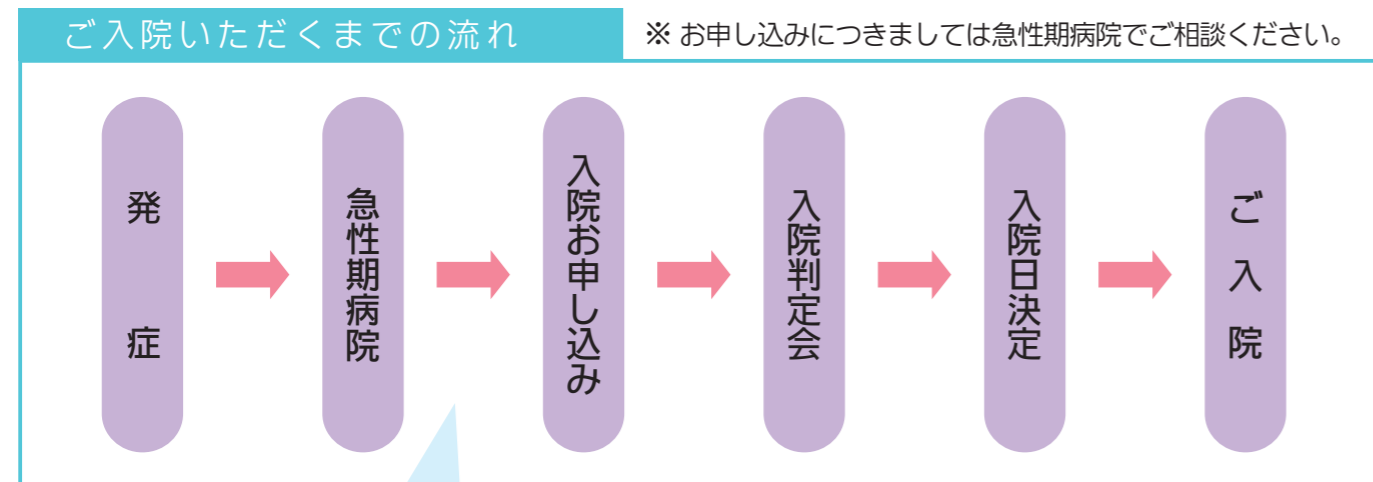 ご入院いただくまでの流れ
※ お申し込みにつきましては急性期病院でご相談ください。
発症
急性期病院
入院お申し込み
入院判定会
入院日決定
ご入院